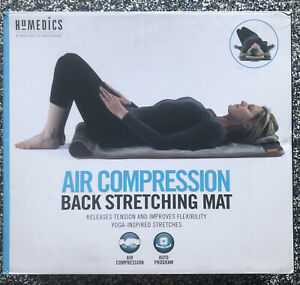 HOMEDICS
AIR COMPRESSION
BACK STRETCHING MAT
RELEASES TENSION AND IMPROVES FLEXIBILITY
YOGA-INSPIRED STRETCHES
AIR
COMPRESSION
AUTO
PROGRAM